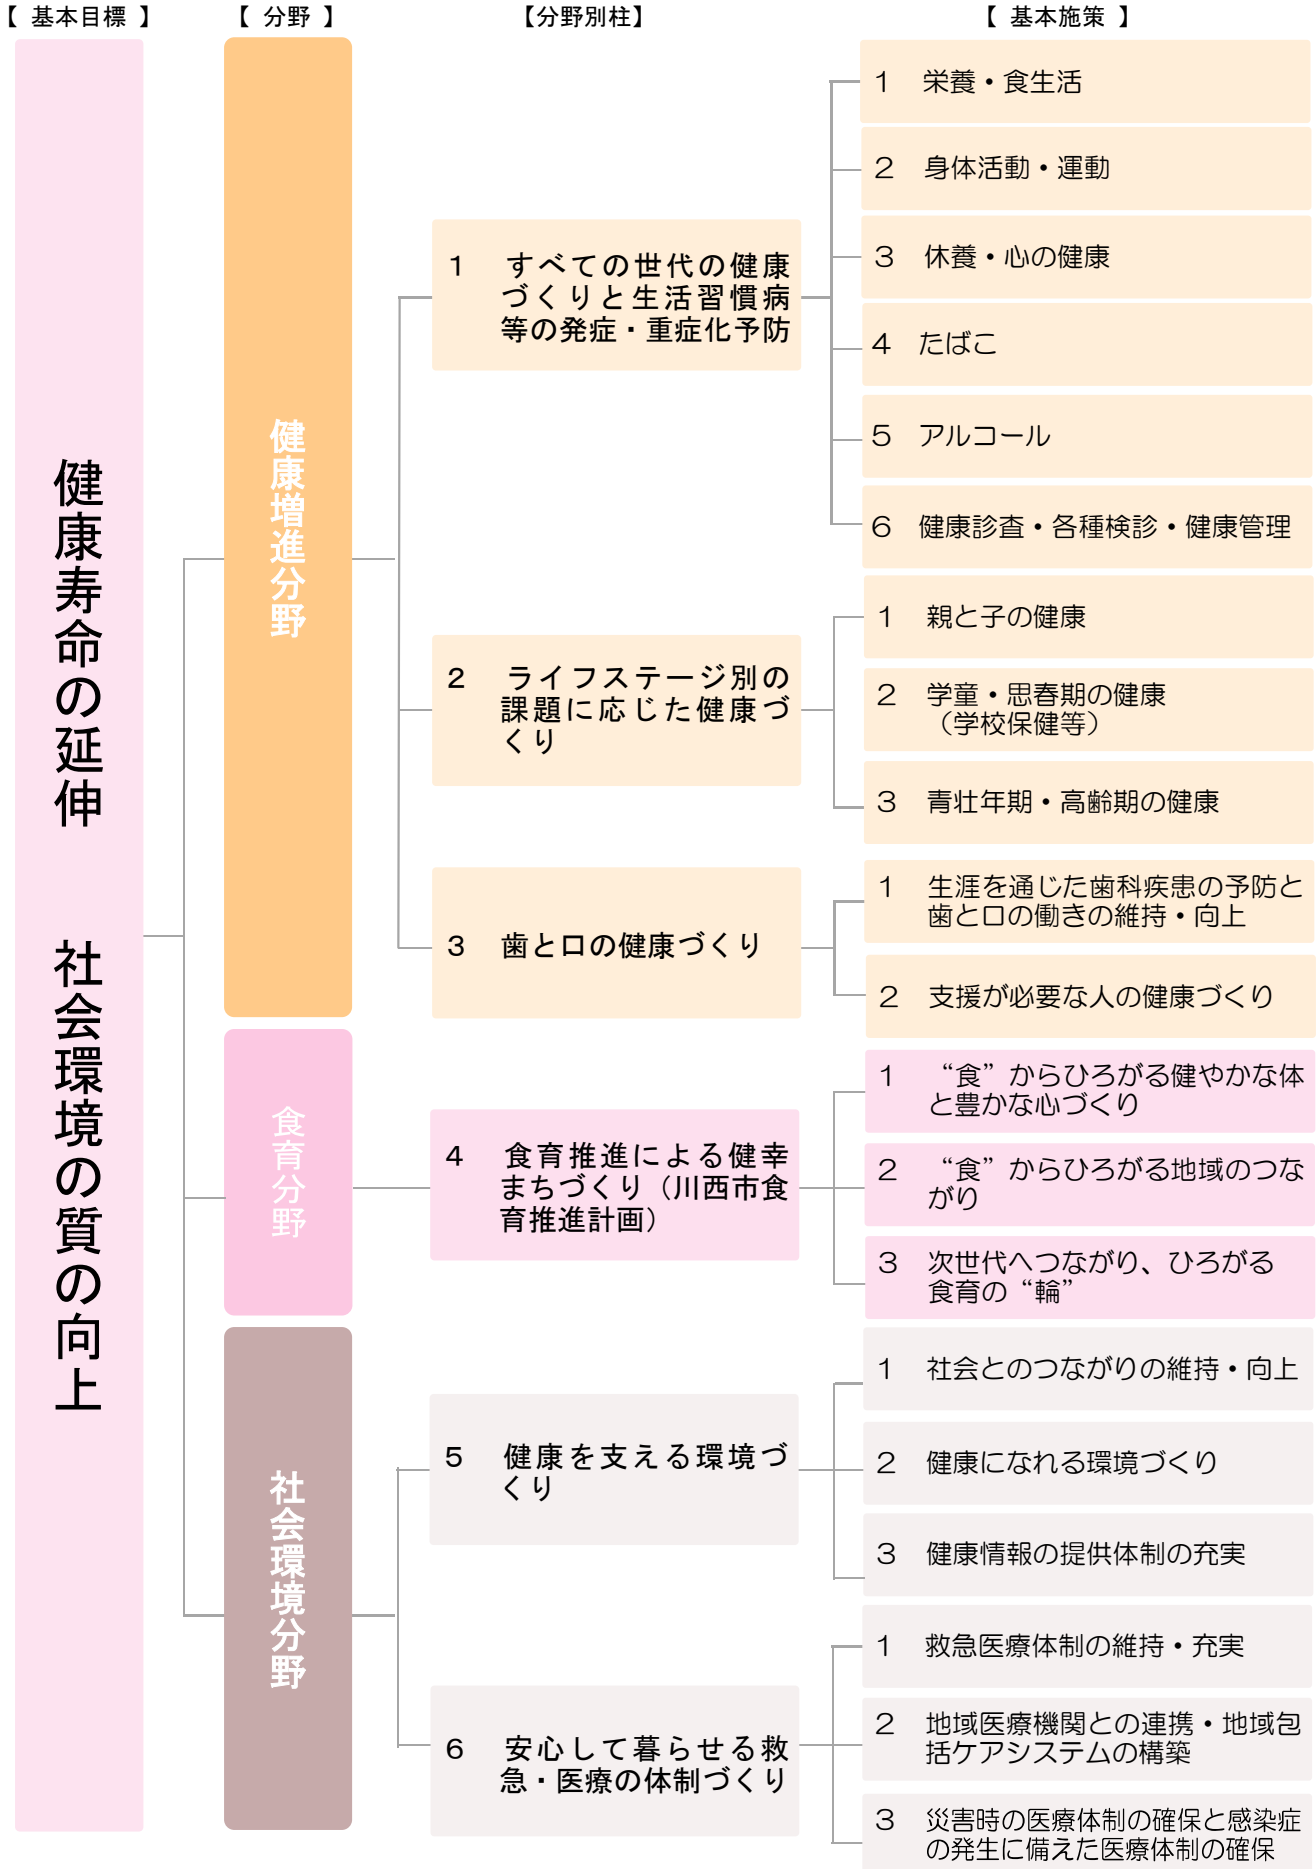 【 基本目標 】
【 分野 】
【分野別柱】
【 基本施策 】
健康寿命の延伸　社会環境の質の向上
健康増進分野
1　すべての世代の健康
づくりと生活習慣病
等の発症・重症化予防
1　栄養・食生活
2　身体活動・運動
3　休養・心の健康
4　たばこ
5　アルコール
6　健康診査・各種検診・健康管理
2　ライフステージ別の
課題に応じた健康づ
くり
1　親と子の健康
2　学童・思春期の健康
（学校保健等）
3　青壮年期・高齢期の健康
3　歯と口の健康づくり
1　生涯を通じた歯科疾患の予防と
歯と口の働きの維持・向上
2　支援が必要な人の健康づくり
食育分野
4　食育推進による健幸
まちづくり（川西市食
育推進計画）
1　“食”からひろがる健やかな体
と豊かな心づくり
2　“食”からひろがる地域のつな
がり
3　次世代へつながり、ひろがる
食育の“輪”
社会環境分野
5　健康を支える環境づ
くり
1　社会とのつながりの維持・向上
2　健康になれる環境づくり
3　健康情報の提供体制の充実
6　安心して暮らせる救
急・医療の体制づくり
1　救急医療体制の維持・充実
2　地域医療機関との連携・地域包
括ケアシステムの構築
3　災害時の医療体制の確保と感染症
の発生に備えた医療体制の確保